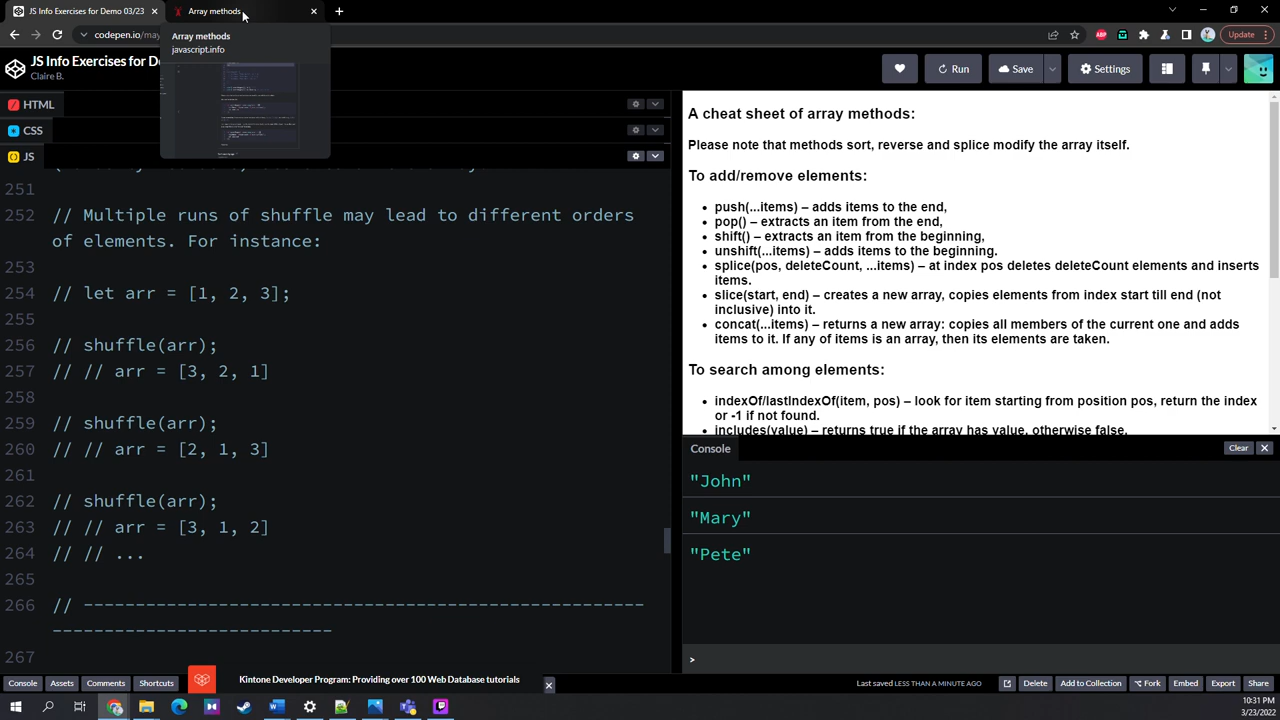 JS Info Exercises for Demo 03/23
Array methods
codepen.io/may
Array methods
javascript.info
Update
JS Info Exercises for De
Claire B.
Run
Save
Settings
HTML
CSS
JS
251
252 // Multiple runs of shuffle may lead to different orders
of elements. For instance:
253
254 // let arr = [1, 2, 3];
255
256 // shuffle(arr);
257 // // arr = [3, 2, 1]
258
259 // shuffle(arr);
260 // // arr = [2, 1, 3]
261
262 // shuffle(arr);
263 // // arr = [3, 1, 2]
264 // // ...
265
266 // ------------------------------------------------------
---------------------------
267
A cheat sheet of array methods:
Please note that methods sort, reverse and splice modify the array itself.
To add/remove elements:
• push(...items) – adds items to the end,
• pop() – extracts an item from the end,
• shift() – extracts an item from the beginning,
• unshift(...items) – adds items to the beginning.
• splice(pos, deleteCount, ...items) – at index pos deletes deleteCount elements and inserts
items.
• slice(start, end) – creates a new array, copies elements from index start till end (not
inclusive) into it.
• concat(...items) – returns a new array: copies all members of the current one and adds
items to it. If any of items is an array, then its elements are taken.
To search among elements:
• indexOf/lastIndexOf(item, pos) – look for item starting from position pos, return the index
or -1 if not found.
• includes(value) – returns true if the array has value, otherwise false.
Console
Clear
"John"
"Mary"
"Pete"
>
Kintone Developer Program: Providing over 100 Web Database tutorials
Console Assets Comments Shortcuts
Last saved LESS THAN A MINUTE AGO
Delete Add to Collection Fork Embed Export Share
10:31 PM
3/23/2022